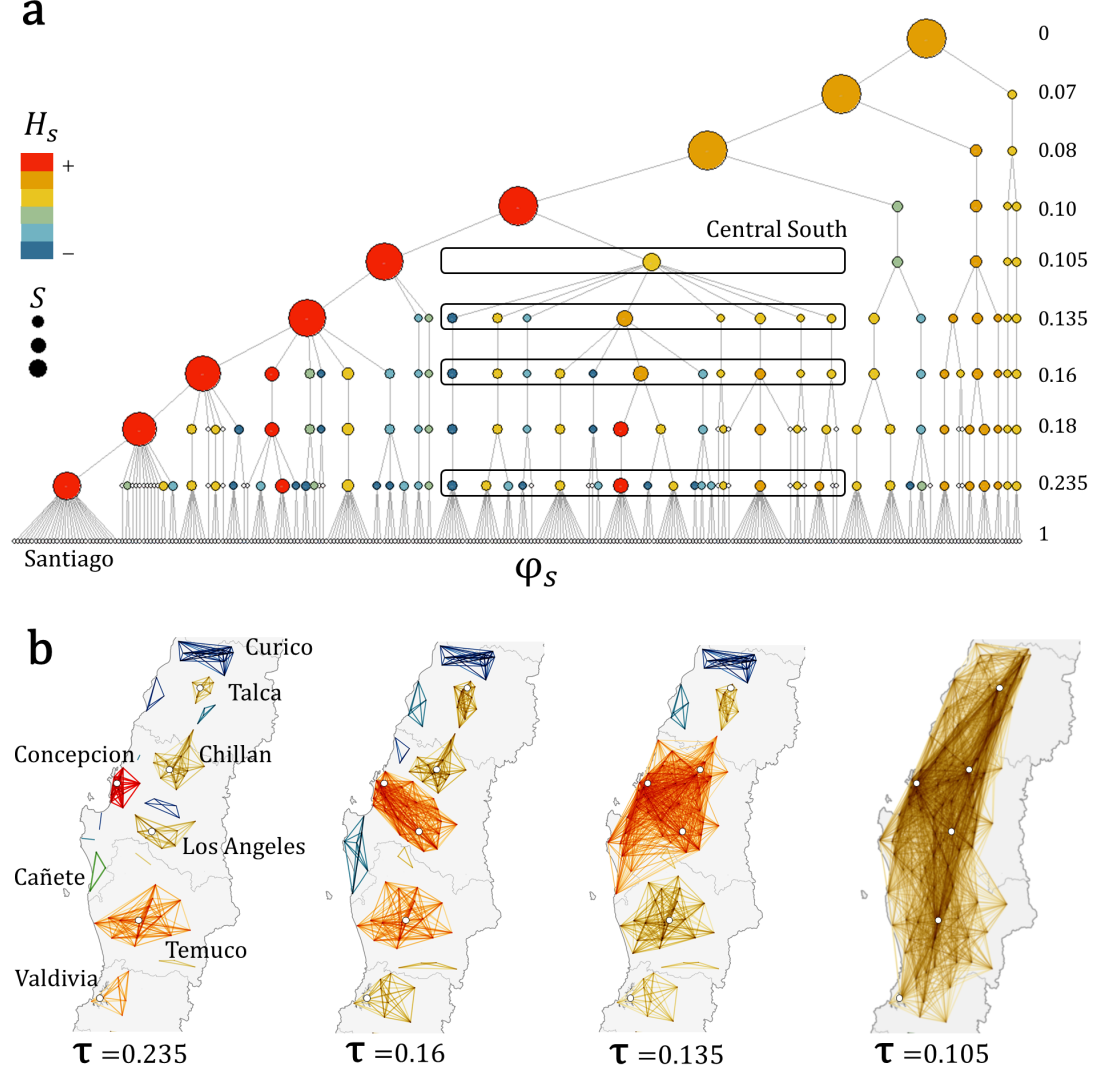 a
0
0.07
H_s
+
0.08
0.10
−
Central South
0.105
S
0.135
0.16
0.18
0.235
1
Santiago
φ_s
b
Curico
Talca
Concepcion
Chillan
Los Angeles
Cañete
Temuco
Valdivia
τ =0.235
τ =0.16
τ =0.135
τ =0.105